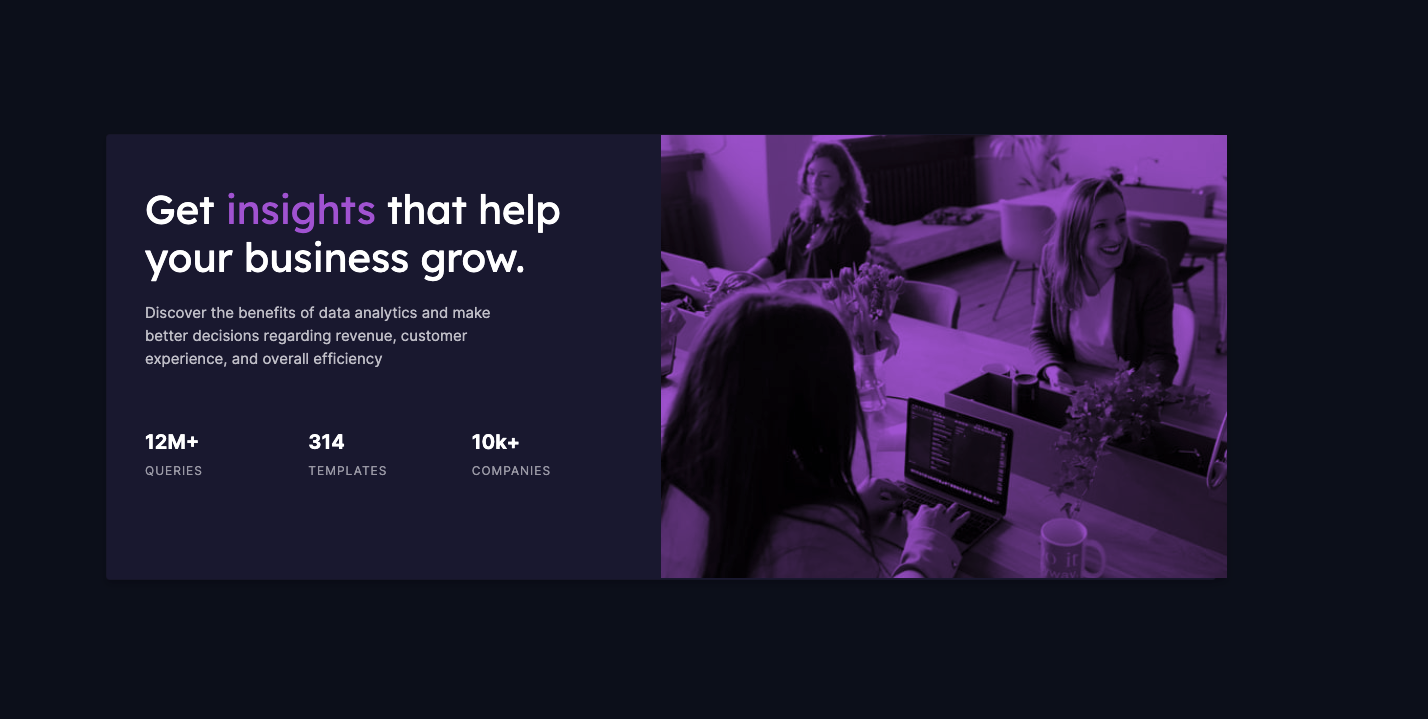 Get insights that help
your business grow.
Discover the benefits of data analytics and make
better decisions regarding revenue, customer
experience, and overall efficiency
12M+ 314 10k+
QUERIES TEMPLATES COMPANIES